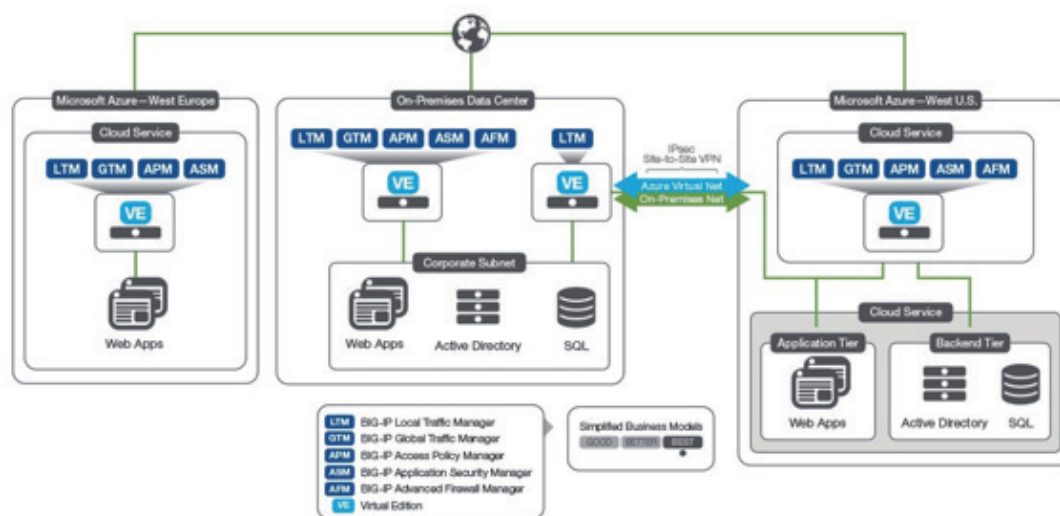 Microsoft Azure—West Europe
Cloud Service
LTM GTM APM ASM
VE
Web Apps
On-Premises Data Center
LTM GTM APM ASM AFM
VE
LTM
VE
Corporate Subnet
Web Apps
Active Directory
SQL
IPsec
Site-to-Site VPN
Azure Virtual Net
On-Premises Net
Microsoft Azure—West U.S.
Cloud Service
LTM GTM APM ASM AFM
VE
Cloud Service
Application Tier
Web Apps
Backend Tier
Active Directory
SQL
LTM BIG-IP Local Traffic Manager
GTM BIG-IP Global Traffic Manager
APM BIG-IP Access Policy Manager
ASM BIG-IP Application Security Manager
AFM BIG-IP Advanced Firewall Manager
VE Virtual Edition
Simplified Business Models
GOOD BETTER BEST